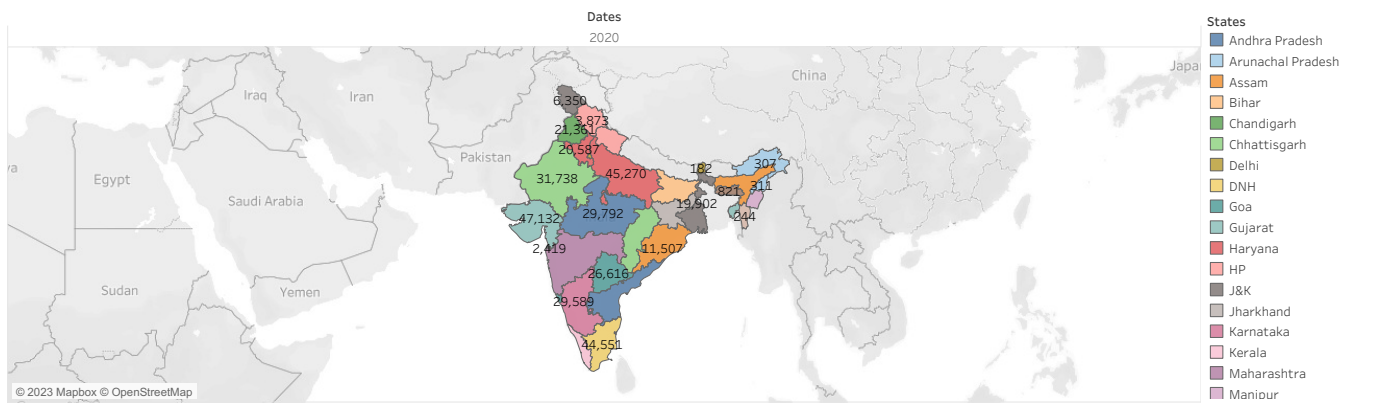 Dates
2020
States
Andhra Pradesh
Arunachal Pradesh
Assam
Bihar
Chandigarh
Chhattisgarh
Delhi
DNH
Goa
Gujarat
Haryana
HP
J&K
Jharkhand
Karnataka
Kerala
Maharashtra
Manipur
China
Japa
Iraq
Iran
6,350
3,873
21,361
20,587
Pakistan
va
Egypt
31,738
45,270
182
307
311
821
Saudi Arabia
19,902
47,132
29,792
244
2,419
11,507
26,616
Sudan
Yemen
29,589
44,551
© 2023 Mapbox © OpenStreetMap